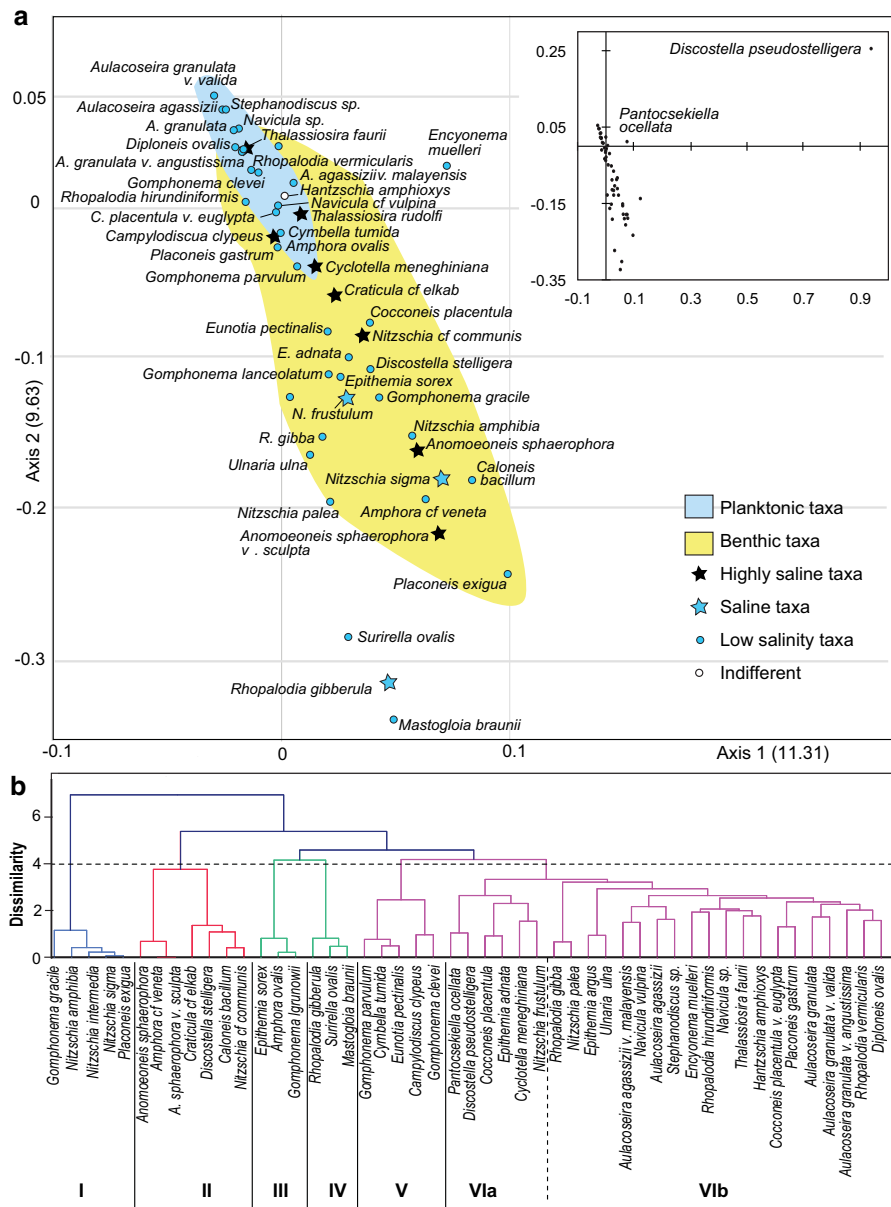 a
Aulacoseira granulata
v. valida
Aulacoseira agassizii
Stephanodiscus sp.
Navicula sp.
A. granulata
Thalassiosira faurii
Diploneis ovalis
A. granulata v. angustissima
Rhopalodia vermicularis
Gomphonema clevei
A. agassiziiv. malayensis
Hantzschia amphioxys
Rhopalodia hirundiniformis
Navicula cf vulpina
C. placentula v. euglypta
Thalassiosira rudolfi
Campylodiscua clypeus
Cymbella tumida
Placoneis gastrum
Amphora ovalis
Gomphonema parvulum
Cyclotella meneghiniana
Craticula cf elkab
Encyonema
muelleri
Cocconeis placentula
Eunotia pectinalis
Nitzschia cf communis
E. adnata
Discostella stelligera
Gomphonema lanceolatum
Epithemia sorex
Gomphonema gracile
N. frustulum
R. gibba
Nitzschia amphibia
Ulnaria ulna
Anomoeoneis sphaerophora
Nitzschia sigma
Caloneis
bacillum
Nitzschia palea
Amphora cf veneta
Anomoeoneis sphaerophora
v . sculpta
Placoneis exigua
Surirella ovalis
Rhopalodia gibberula
Mastogloia braunii
0.05
0
-0.1
-0.2
-0.3
Axis 2 (9.63)
-0.1
0
0.1
Axis 1 (11.31)
Discostella pseudostelligera
Pantocsekiella
ocellata
0.25
0.05
-0.15
-0.35
-0.1
0.1
0.3
0.5
0.7
0.9
Planktonic taxa
Benthic taxa
Highly saline taxa
Saline taxa
Low salinity taxa
Indifferent
b
Dissimilarity
6
4
2
0
Gomphonema gracile
Nitzschia amphibia
Nitzschia intermedia
Nitzschia sigma
Placoneis exigua
Anomoeoneis sphaerophora
Amphora cf veneta
A. sphaerophora v. sculpta
Craticula cf elkab
Discostella stelligera
Caloneis bacillum
Nitzschia cf communis
Epithemia sorex
Amphora ovalis
Gomphonema lgrunowii
Rhopalodia gibberula
Surirella ovalis
Mastogloia braunii
Gomphonema parvulum
Cymbella tumida
Eunotia pectinalis
Campylodiscus clypeus
Gomphonema clevei
Pantocsekiella ocellata
Discostella pseudostelligera
Cocconeis placentula
Epithemia adnata
Cyclotella meneghiniana
Nitzschia frustulum
Rhopalodia gibba
Nitzschia palea
Epithemia argus
Ulnaria ulna
Aulacoseira agassizii v. malayensis
Navicula vulpina
Aulacoseira agassizii
Stephanodiscus sp.
Encyonema muelleri
Rhopalodia hirundiniformis
Navicula sp.
Thalassiosira faurii
Hantzschia amphioxys
Cocconeis placentula v. euglypta
Placoneis gastrum
Aulacoseira granulata
Aulacoseira granulata v. valida
Aulacoseira granulata v. angustissima
Rhopalodia vermicularis
Diploneis ovalis
I
II
III
IV
V
VIa
VIb